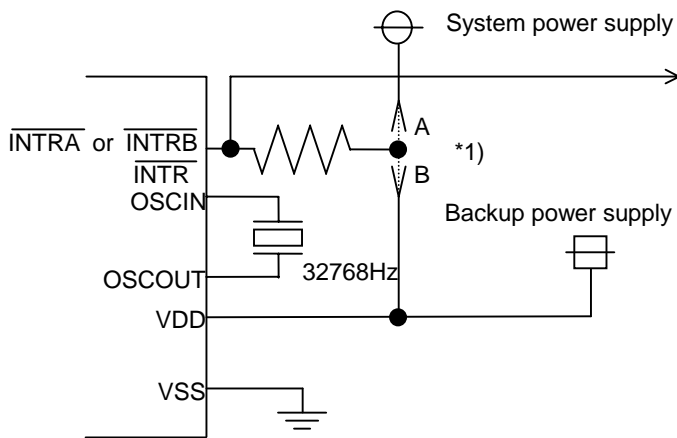 System power supply
A
INTRA or INTRB
*1)
INTR
B
OSCIN
Backup power supply
OSCOUT
32768Hz
VDD
VSS